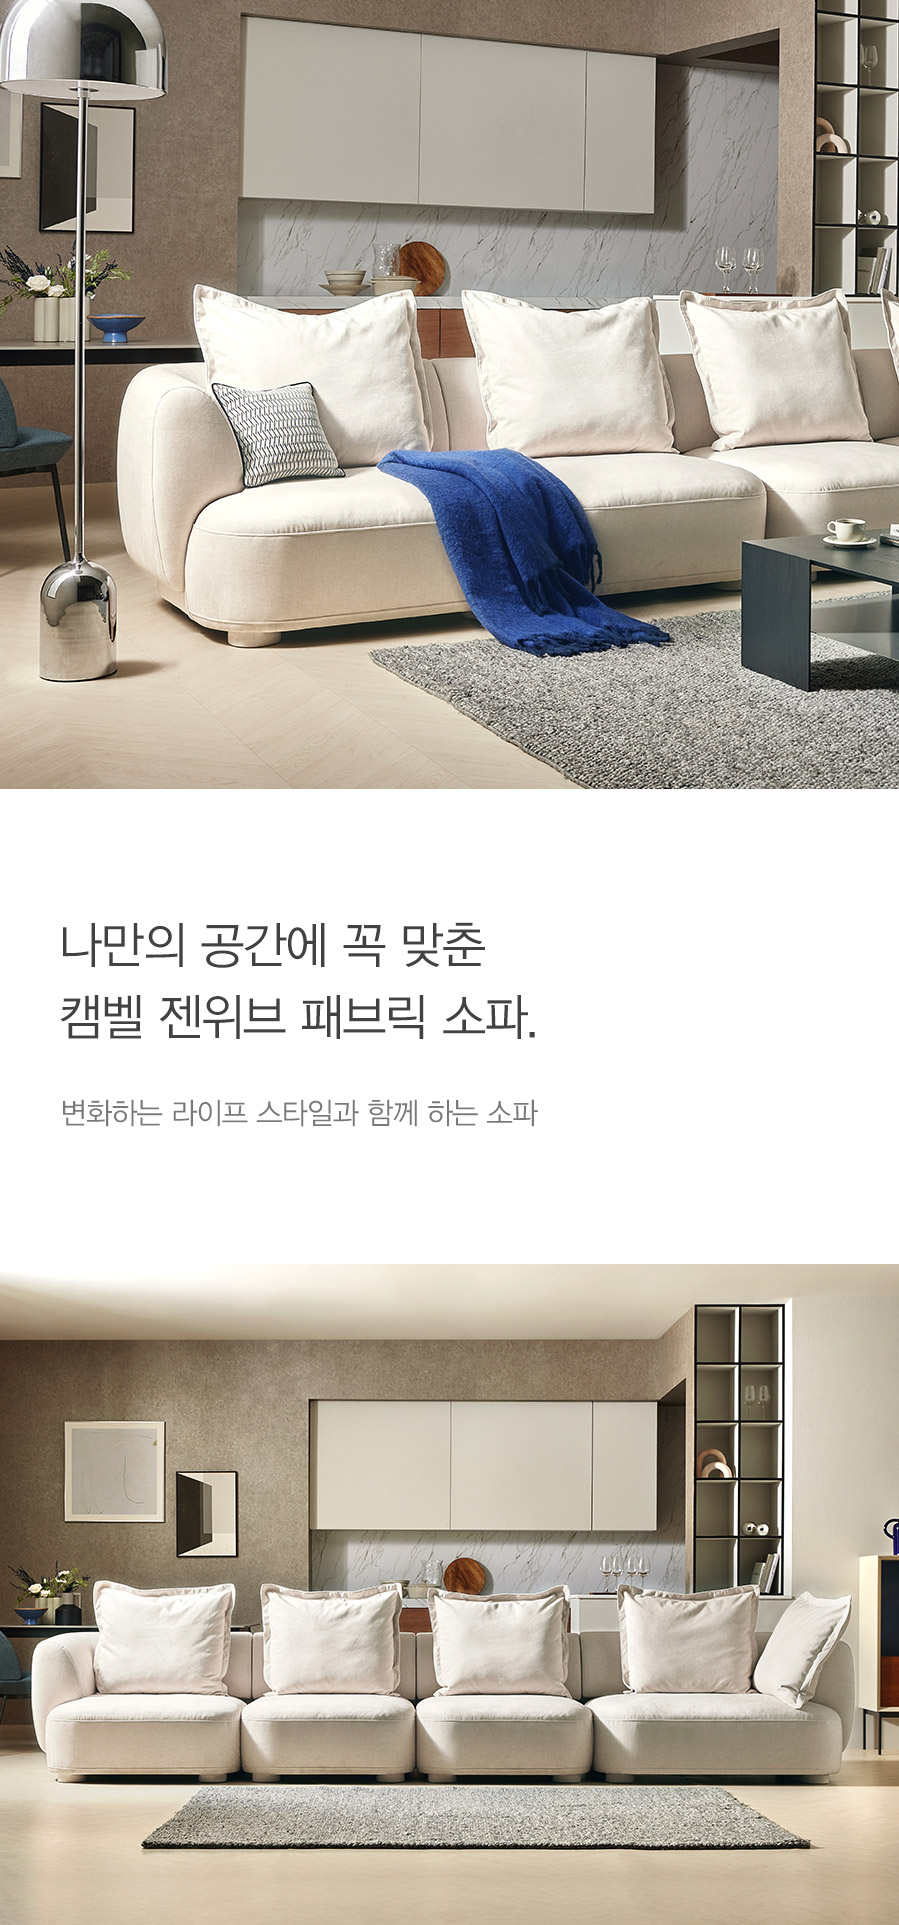 나만의 공간에 꼭 맞춘
캠벨 젠위브 패브릭 소파.
변화하는 라이프 스타일과 함께 하는 소파